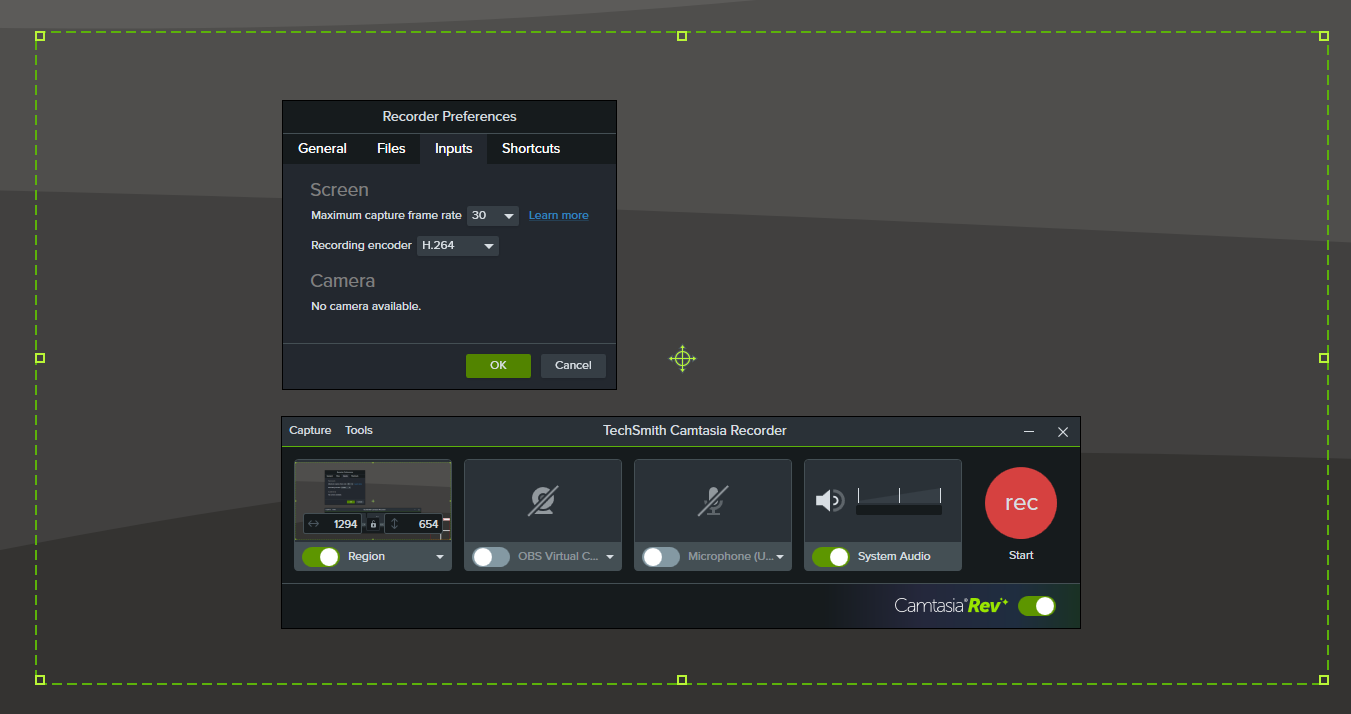 Recorder Preferences
General Files Inputs Shortcuts
Screen
Maximum capture frame rate 30 Learn more
Recording encoder H.264
Camera
No camera available.
OK Cancel
Capture Tools TechSmith Camtasia Recorder
1294 654
rec
Region OBS Virtual C... Microphone (U... System Audio Start
Camtasia® Rev